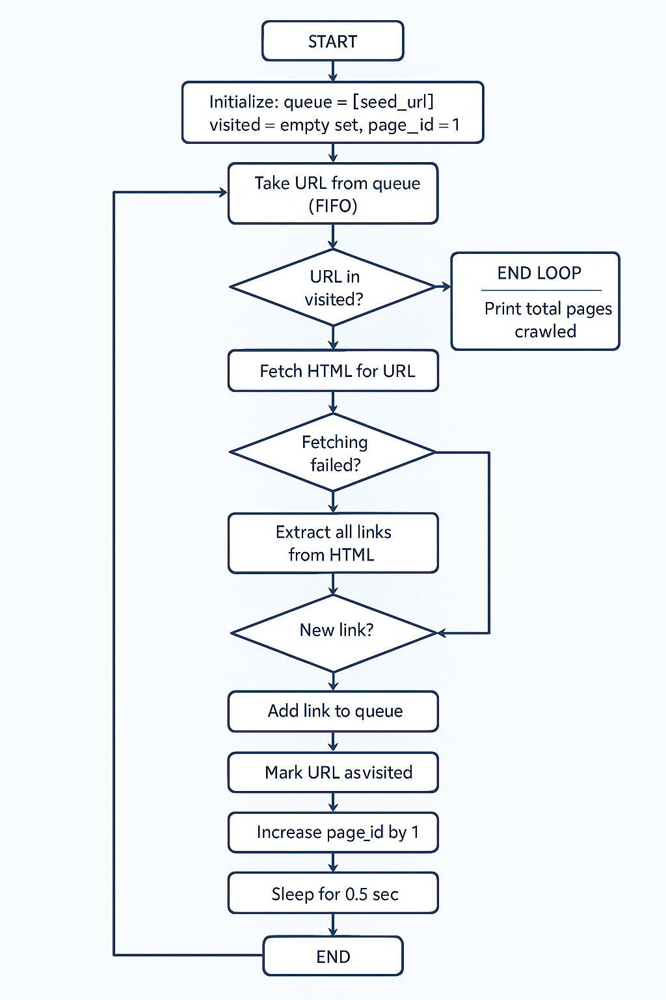 START
Initialize: queue = [seed_url]
visited = empty set, page_id = 1
Take URL from queue
(FIFO)
URL in
visited?
END LOOP
Print total pages
crawled
Fetch HTML for URL
Fetching
failed?
Extract all links
from HTML
New link?
Add link to queue
Mark URL asvisited
Increase page_id by 1
Sleep for 0.5 sec
END